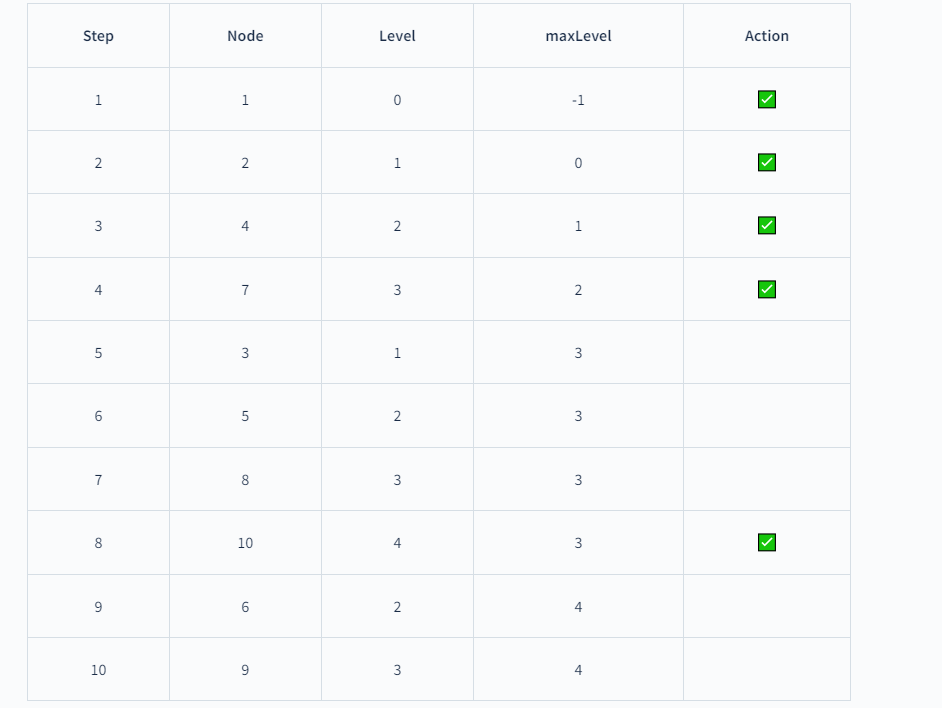 Step Node Level maxLevel Action
1 1 0 -1 ✅
2 2 1 0 ✅
3 4 2 1 ✅
4 7 3 2 ✅
5 3 1 3
6 5 2 3
7 8 3 3
8 10 4 3 ✅
9 6 2 4
10 9 3 4